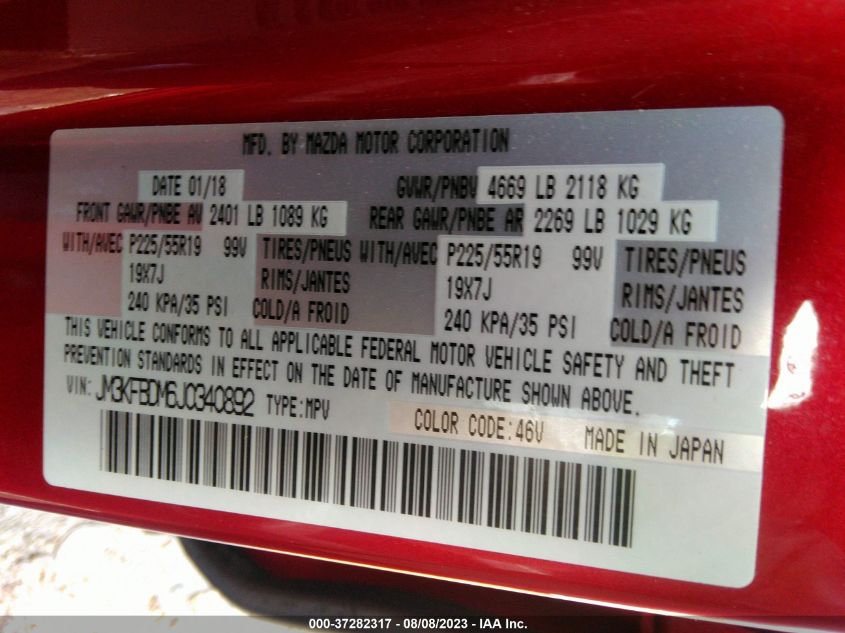 MFD. BY MAZDA MOTOR CORPORATION
DATE 01/18 GVWR/PNBV 4669 LB 2118 KG
FRONT GAWR/PNBE AV 2401 LB 1089 KG REAR GAWR/PNBE AR 2269 LB 1029 KG
WITH/AVEC P225/55R19 99V TIRES/PNEUS WITH/AVEC P225/55R19 99V TIRES/PNEUS
19X7J RIMS/JANTES 19X7J RIMS/JANTES
240 KPA/35 PSI COLD/A FROID 240 KPA/35 PSI COLD/A FROID
THIS VEHICLE CONFORMS TO ALL APPLICABLE FEDERAL MOTOR VEHICLE SAFETY AND THEFT
PREVENTION STANDARDS IN EFFECT ON THE DATE OF MANUFACTURE SHOWN ABOVE.
VIN: JM3KFBDM6J0340892 TYPE:MPV
COLOR CODE:46V MADE IN JAPAN
000-37282317 - 08/08/2023 - IAA Inc.